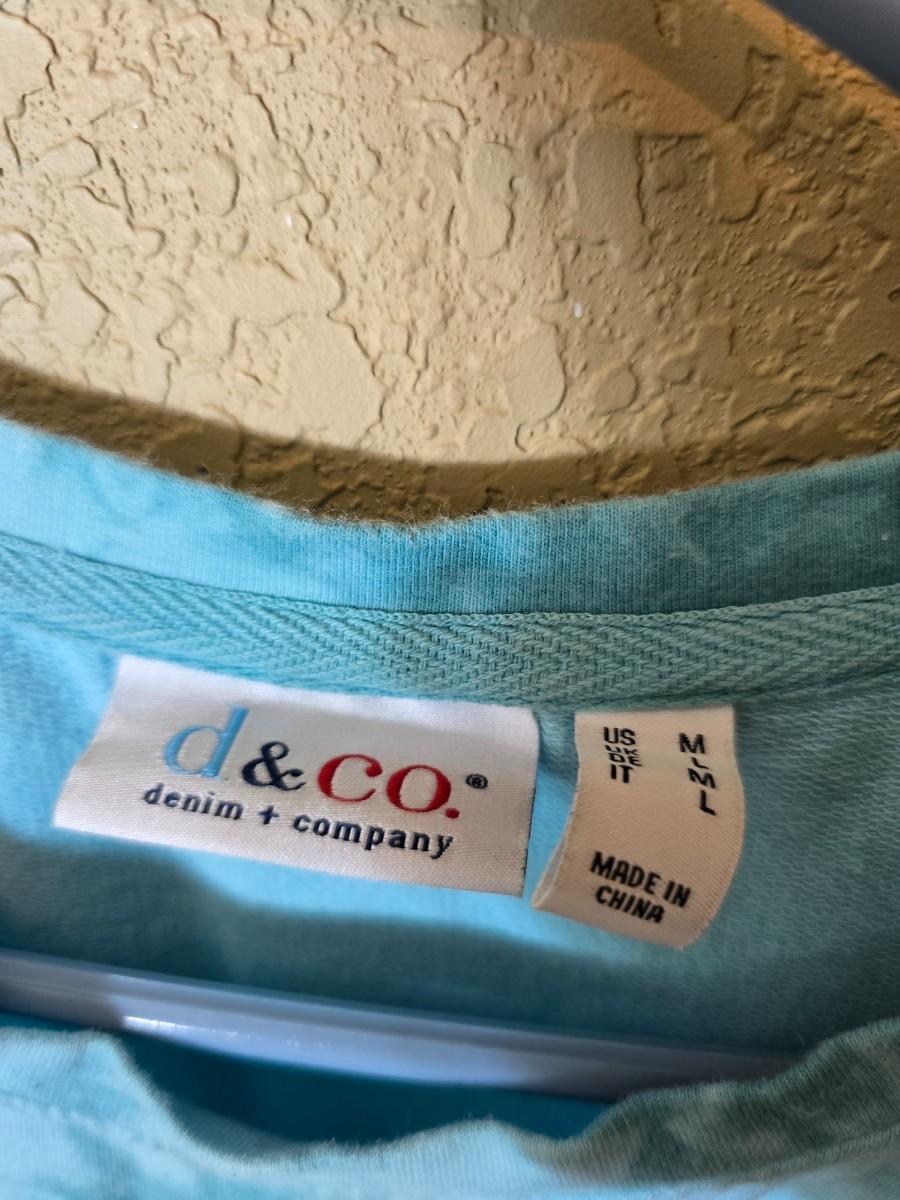 d & co.®
denim + company
US M
UK L
DE M
IT L
MADE IN
CHINA